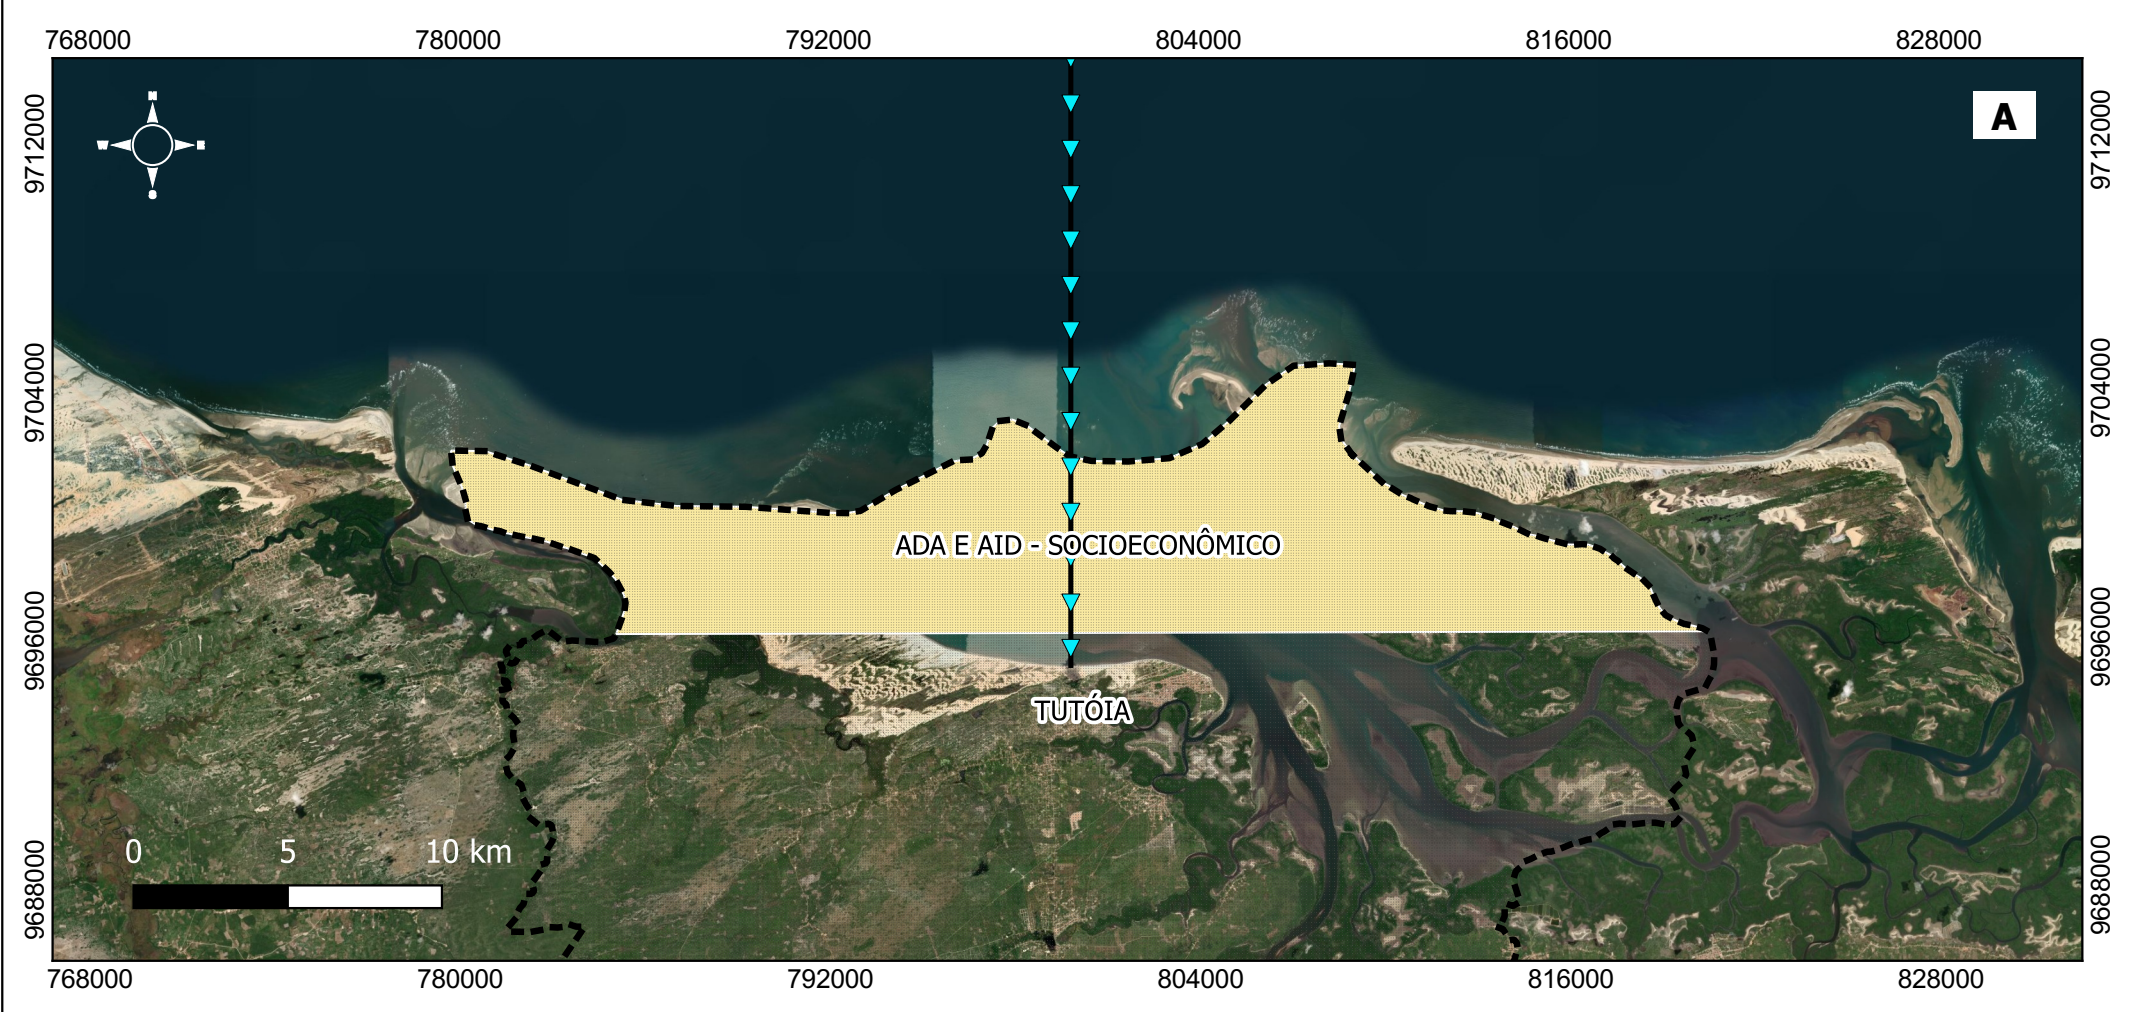 768000 780000 792000 804000 816000 828000
9712000 9712000
N
W E
S
A
9704000 9704000
ADA E AID - SOCIOECONÔMICO
9696000 9696000
TUTÓIA
0 5 10 km
9688000 9688000
768000 780000 792000 804000 816000 828000